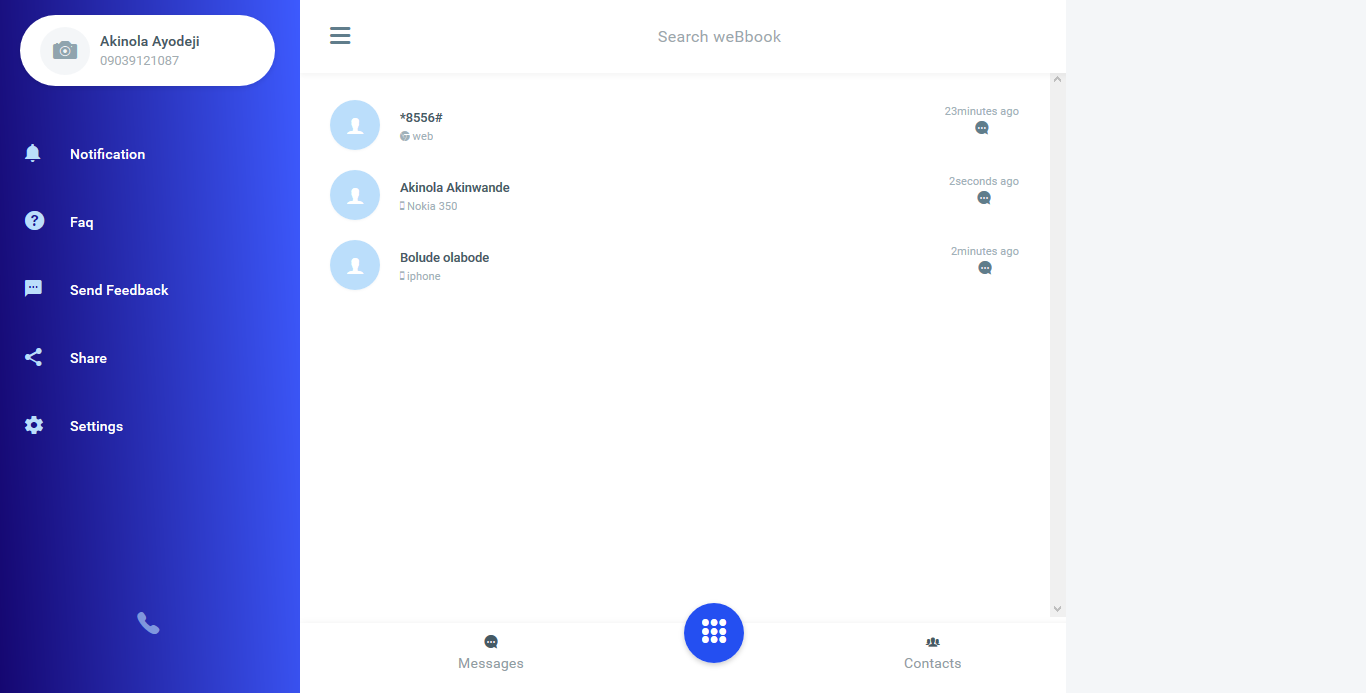 Akinola Ayodeji
09039121087
Notification
Faq
Send Feedback
Share
Settings
Search weBbook
*8556#
web
23minutes ago
Akinola Akinwande
Nokia 350
2seconds ago
Bolude olabode
iphone
2minutes ago
Messages
Contacts